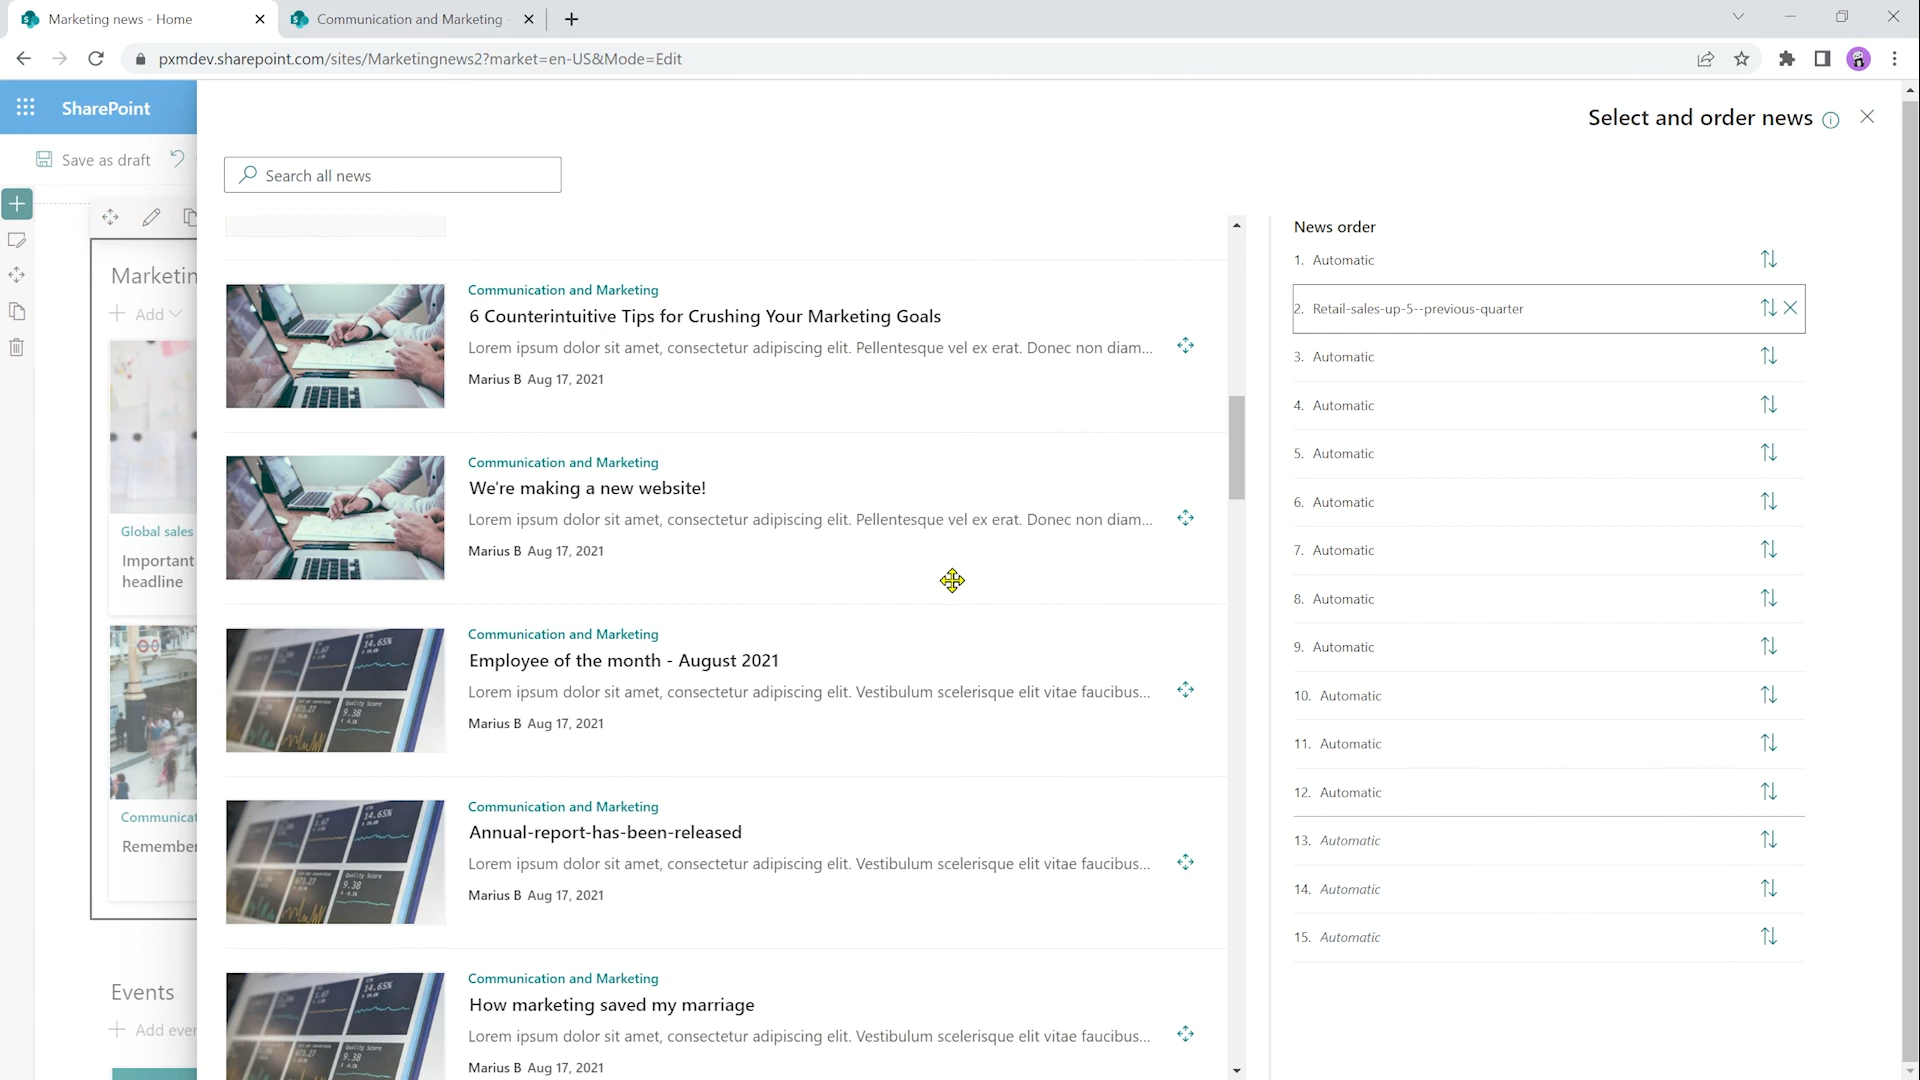 Marketing news - Home
Communication and Marketing -
pxmdev.sharepoint.com/sites/Marketingnews2?market=en-US&Mode=Edit
SharePoint
Select and order news
Save as draft
Search all news
Marketin
Add
Global sales
Important
headline
Communicat
Remember
Events
Add ever
Communication and Marketing
6 Counterintuitive Tips for Crushing Your Marketing Goals
Lorem ipsum dolor sit amet, consectetur adipiscing elit. Pellentesque vel ex erat. Donec non diam...
Marius B Aug 17, 2021
Communication and Marketing
We're making a new website!
Lorem ipsum dolor sit amet, consectetur adipiscing elit. Pellentesque vel ex erat. Donec non diam...
Marius B Aug 17, 2021
Communication and Marketing
Employee of the month - August 2021
Lorem ipsum dolor sit amet, consectetur adipiscing elit. Vestibulum scelerisque elit vitae faucibus...
Marius B Aug 17, 2021
Communication and Marketing
Annual-report-has-been-released
Lorem ipsum dolor sit amet, consectetur adipiscing elit. Vestibulum scelerisque elit vitae faucibus...
Marius B Aug 17, 2021
Communication and Marketing
How marketing saved my marriage
Lorem ipsum dolor sit amet, consectetur adipiscing elit. Vestibulum scelerisque elit vitae faucibus...
Marius B Aug 17, 2021
News order
1. Automatic
2. Retail-sales-up-5--previous-quarter
3. Automatic
4. Automatic
5. Automatic
6. Automatic
7. Automatic
8. Automatic
9. Automatic
10. Automatic
11. Automatic
12. Automatic
13. Automatic
14. Automatic
15. Automatic